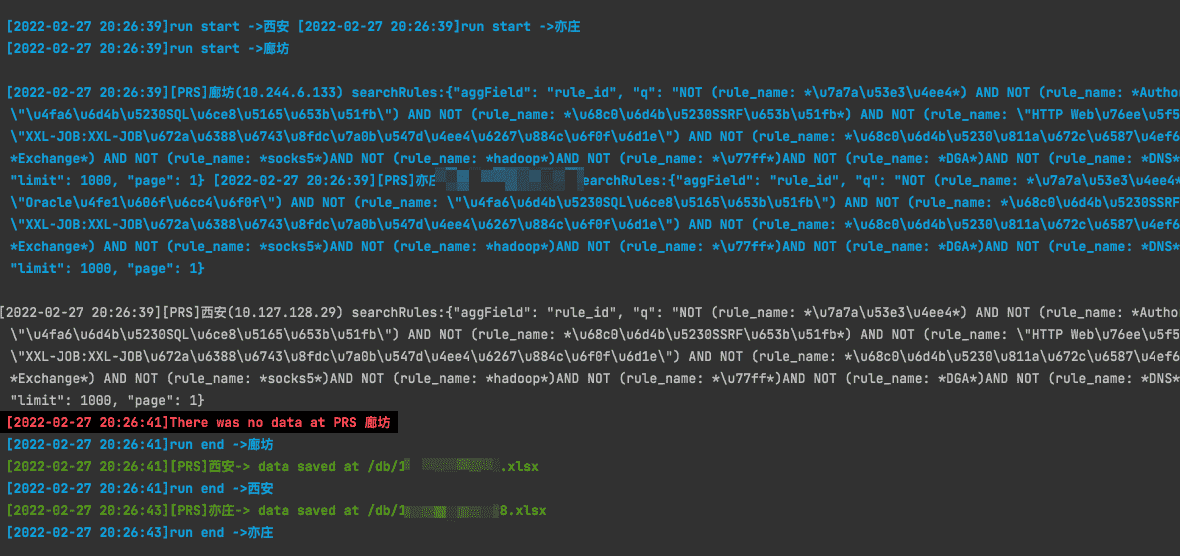 [2022-02-27 20:26:39]run start ->西安 [2022-02-27 20:26:39]run start ->亦庄
[2022-02-27 20:26:39]run start ->廊坊
[2022-02-27 20:26:39][PRS]廊坊(10.244.6.133) searchRules:{"aggField": "rule_id", "q": "NOT (rule_name: *\u7a7a\u53e3\u4ee4*) AND NOT (rule_name: *Autho
\"\u4fa6\u6d4b\u5230SQL\u6ce8\u5165\u653b\u51fb\") AND NOT (rule_name: *\u68c0\u6d4b\u5230SSRF\u653b\u51fb*) AND NOT (rule_name: \"HTTP Web\u76ee\u5f5
\"XXL-JOB:XXL-JOB\u672a\u6388\u6743\u8fdc\u7a0b\u547d\u4ee4\u6267\u884c\u6f0f\u6d1e\") AND NOT (rule_name: *\u68c0\u6d4b\u5230\u811a\u672c\u6587\u4ef6
*Exchange*) AND NOT (rule_name: *socks5*)AND NOT (rule_name: *hadoop*)AND NOT (rule_name: *\u77ff*)AND NOT (rule_name: *DGA*)AND NOT (rule_name: *DNS*
"limit": 1000, "page": 1} [2022-02-27 20:26:39][PRS]亦 earchRules:{"aggField": "rule_id", "q": "NOT (rule_name: *\u7a7a\u53e3\u4ee4*
\"Oracle\u4fe1\u606f\u6cc4\u6f0f\") AND NOT (rule_name: \"\u4fa6\u6d4b\u5230SQL\u6ce8\u5165\u653b\u51fb\") AND NOT (rule_name: *\u68c0\u6d4b\u5230SSRF
\"XXL-JOB:XXL-JOB\u672a\u6388\u6743\u8fdc\u7a0b\u547d\u4ee4\u6267\u884c\u6f0f\u6d1e\") AND NOT (rule_name: *\u68c0\u6d4b\u5230\u811a\u672c\u6587\u4ef6
*Exchange*) AND NOT (rule_name: *socks5*)AND NOT (rule_name: *hadoop*)AND NOT (rule_name: *\u77ff*)AND NOT (rule_name: *DGA*)AND NOT (rule_name: *DNS*
"limit": 1000, "page": 1}
[2022-02-27 20:26:39][PRS]西安(10.127.128.29) searchRules:{"aggField": "rule_id", "q": "NOT (rule_name: *\u7a7a\u53e3\u4ee4*) AND NOT (rule_name: *Autho
\"\u4fa6\u6d4b\u5230SQL\u6ce8\u5165\u653b\u51fb\") AND NOT (rule_name: *\u68c0\u6d4b\u5230SSRF\u653b\u51fb*) AND NOT (rule_name: \"HTTP Web\u76ee\u5f5
\"XXL-JOB:XXL-JOB\u672a\u6388\u6743\u8fdc\u7a0b\u547d\u4ee4\u6267\u884c\u6f0f\u6d1e\") AND NOT (rule_name: *\u68c0\u6d4b\u5230\u811a\u672c\u6587\u4ef6
*Exchange*) AND NOT (rule_name: *socks5*)AND NOT (rule_name: *hadoop*)AND NOT (rule_name: *\u77ff*)AND NOT (rule_name: *DGA*)AND NOT (rule_name: *DNS*
"limit": 1000, "page": 1}
[2022-02-27 20:26:41]There was no data at PRS 廊坊
[2022-02-27 20:26:41]run end ->廊坊
[2022-02-27 20:26:41][PRS]西安-> data saved at /db/1 .xlsx
[2022-02-27 20:26:41]run end ->西安
[2022-02-27 20:26:43][PRS]亦庄-> data saved at /db/1 8.xlsx
[2022-02-27 20:26:43]run end ->亦庄